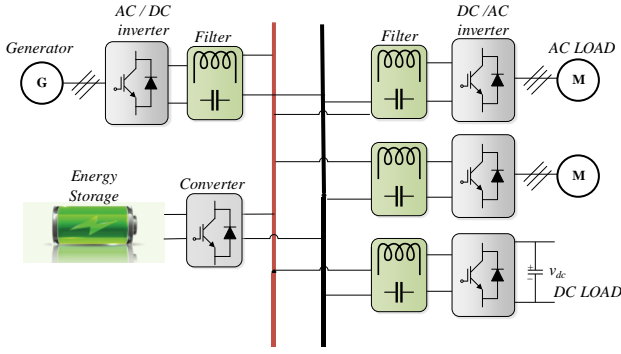 AC / DC
inverter
Generator
Filter
G
Filter
DC /AC
inverter
AC LOAD
M
Energy
Storage
Converter
M
+
−
v_dc
DC LOAD